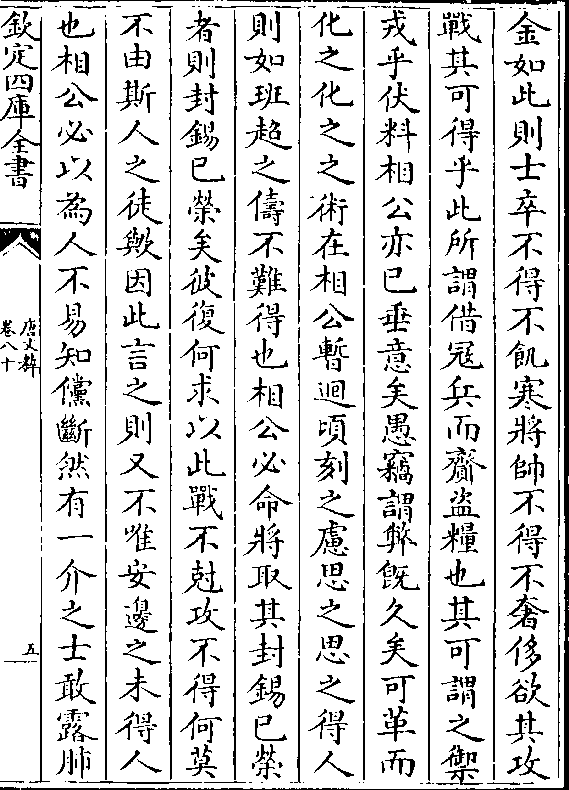 金如此則士卒不得不飢寒將帥不得不奢侈欲其攻
戰其可得乎此所謂借冦兵而齎盜糧也其可謂之禦
戎乎伏料相公亦已垂意矣愚竊謂弊既久矣可革而
化之化之之術在相公暫迴頃刻之慮思之思之得人
則如班超之儔不難得也相公必命將取其封錫已榮
者則封錫已榮矣彼復何求以此戰不尅攻不得何莫
不由斯人之徒歟因此言之則又不唯安邊之未得人
也相公必以為人不易知儻斷然有一介之士敢露肺
欽定四庫全書
唐文粹
卷八十
五